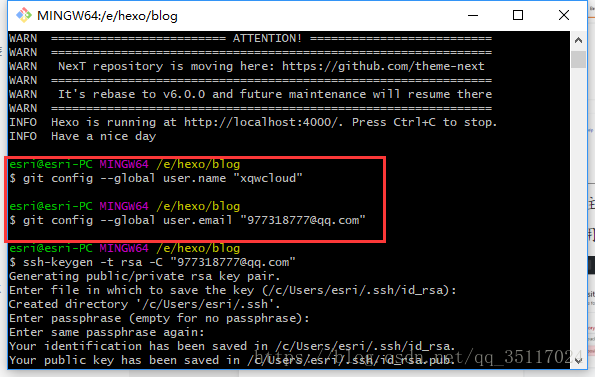 MINGW64:/e/hexo/blog
WARN  ========================= ATTENTION! ==========================
WARN  =============================================================
WARN   NexT repository is moving here: https://github.com/theme-next
WARN  =============================================================
WARN   It's rebase to v6.0.0 and future maintenance will resume there
WARN  =============================================================
INFO  Hexo is running at http://localhost:4000/. Press Ctrl+C to stop.
INFO  Have a nice day
esri@esri-PC MINGW64 /e/hexo/blog
$ git config --global user.name "xqwcloud"
esri@esri-PC MINGW64 /e/hexo/blog
$ git config --global user.email "977318777@qq.com"
esri@esri-PC MINGW64 /e/hexo/blog
$ ssh-keygen -t rsa -C "977318777@qq.com"
Generating public/private rsa key pair.
Enter file in which to save the key (/c/Users/esri/.ssh/id_rsa):
Created directory '/c/Users/esri/.ssh'.
Enter passphrase (empty for no passphrase):
Enter same passphrase again:
Your identification has been saved in /c/Users/esri/.ssh/id_rsa.
Your public key has been saved in /c/Users/esri/.ssh/id_rsa.pub.
https://blog.csdn.net/qq_35117024